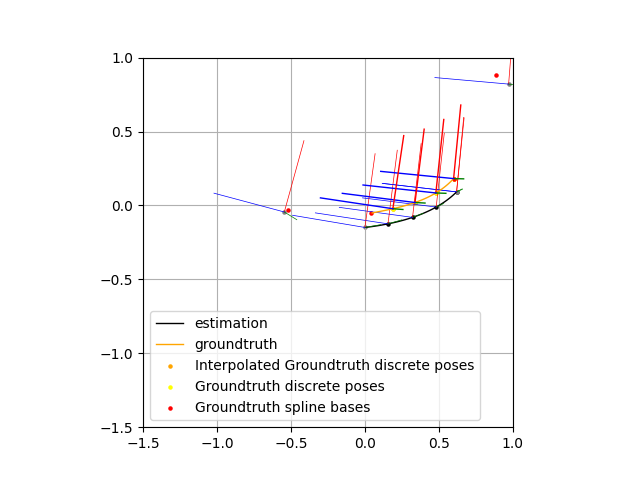 1.0
0.5
0.0
−0.5
−1.0
−1.5
estimation
groundtruth
Interpolated Groundtruth discrete poses
Groundtruth discrete poses
Groundtruth spline bases
−1.5 −1.0 −0.5 0.0 0.5 1.0